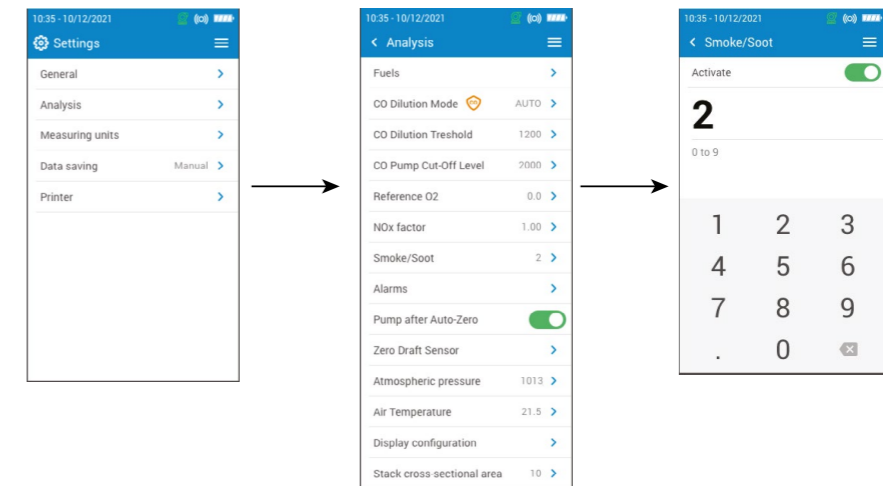 10:35 - 10/12/2021
Settings
General
Analysis
Measuring units
Data saving Manual
Printer
10:35 - 10/12/2021
Analysis
Fuels
CO Dilution Mode AUTO
CO Dilution Treshold 1200
CO Pump Cut-Off Level 2000
Reference O2 0.0
NOx factor 1.00
Smoke/Soot 2
Alarms
Pump after Auto-Zero
Zero Draft Sensor
Atmospheric pressure 1013
Air Temperature 21.5
Display configuration
Stack cross-sectional area 10
10:35 - 10/12/2021
Smoke/Soot
Activate
2
0 to 9
1 2 3
4 5 6
7 8 9
. 0